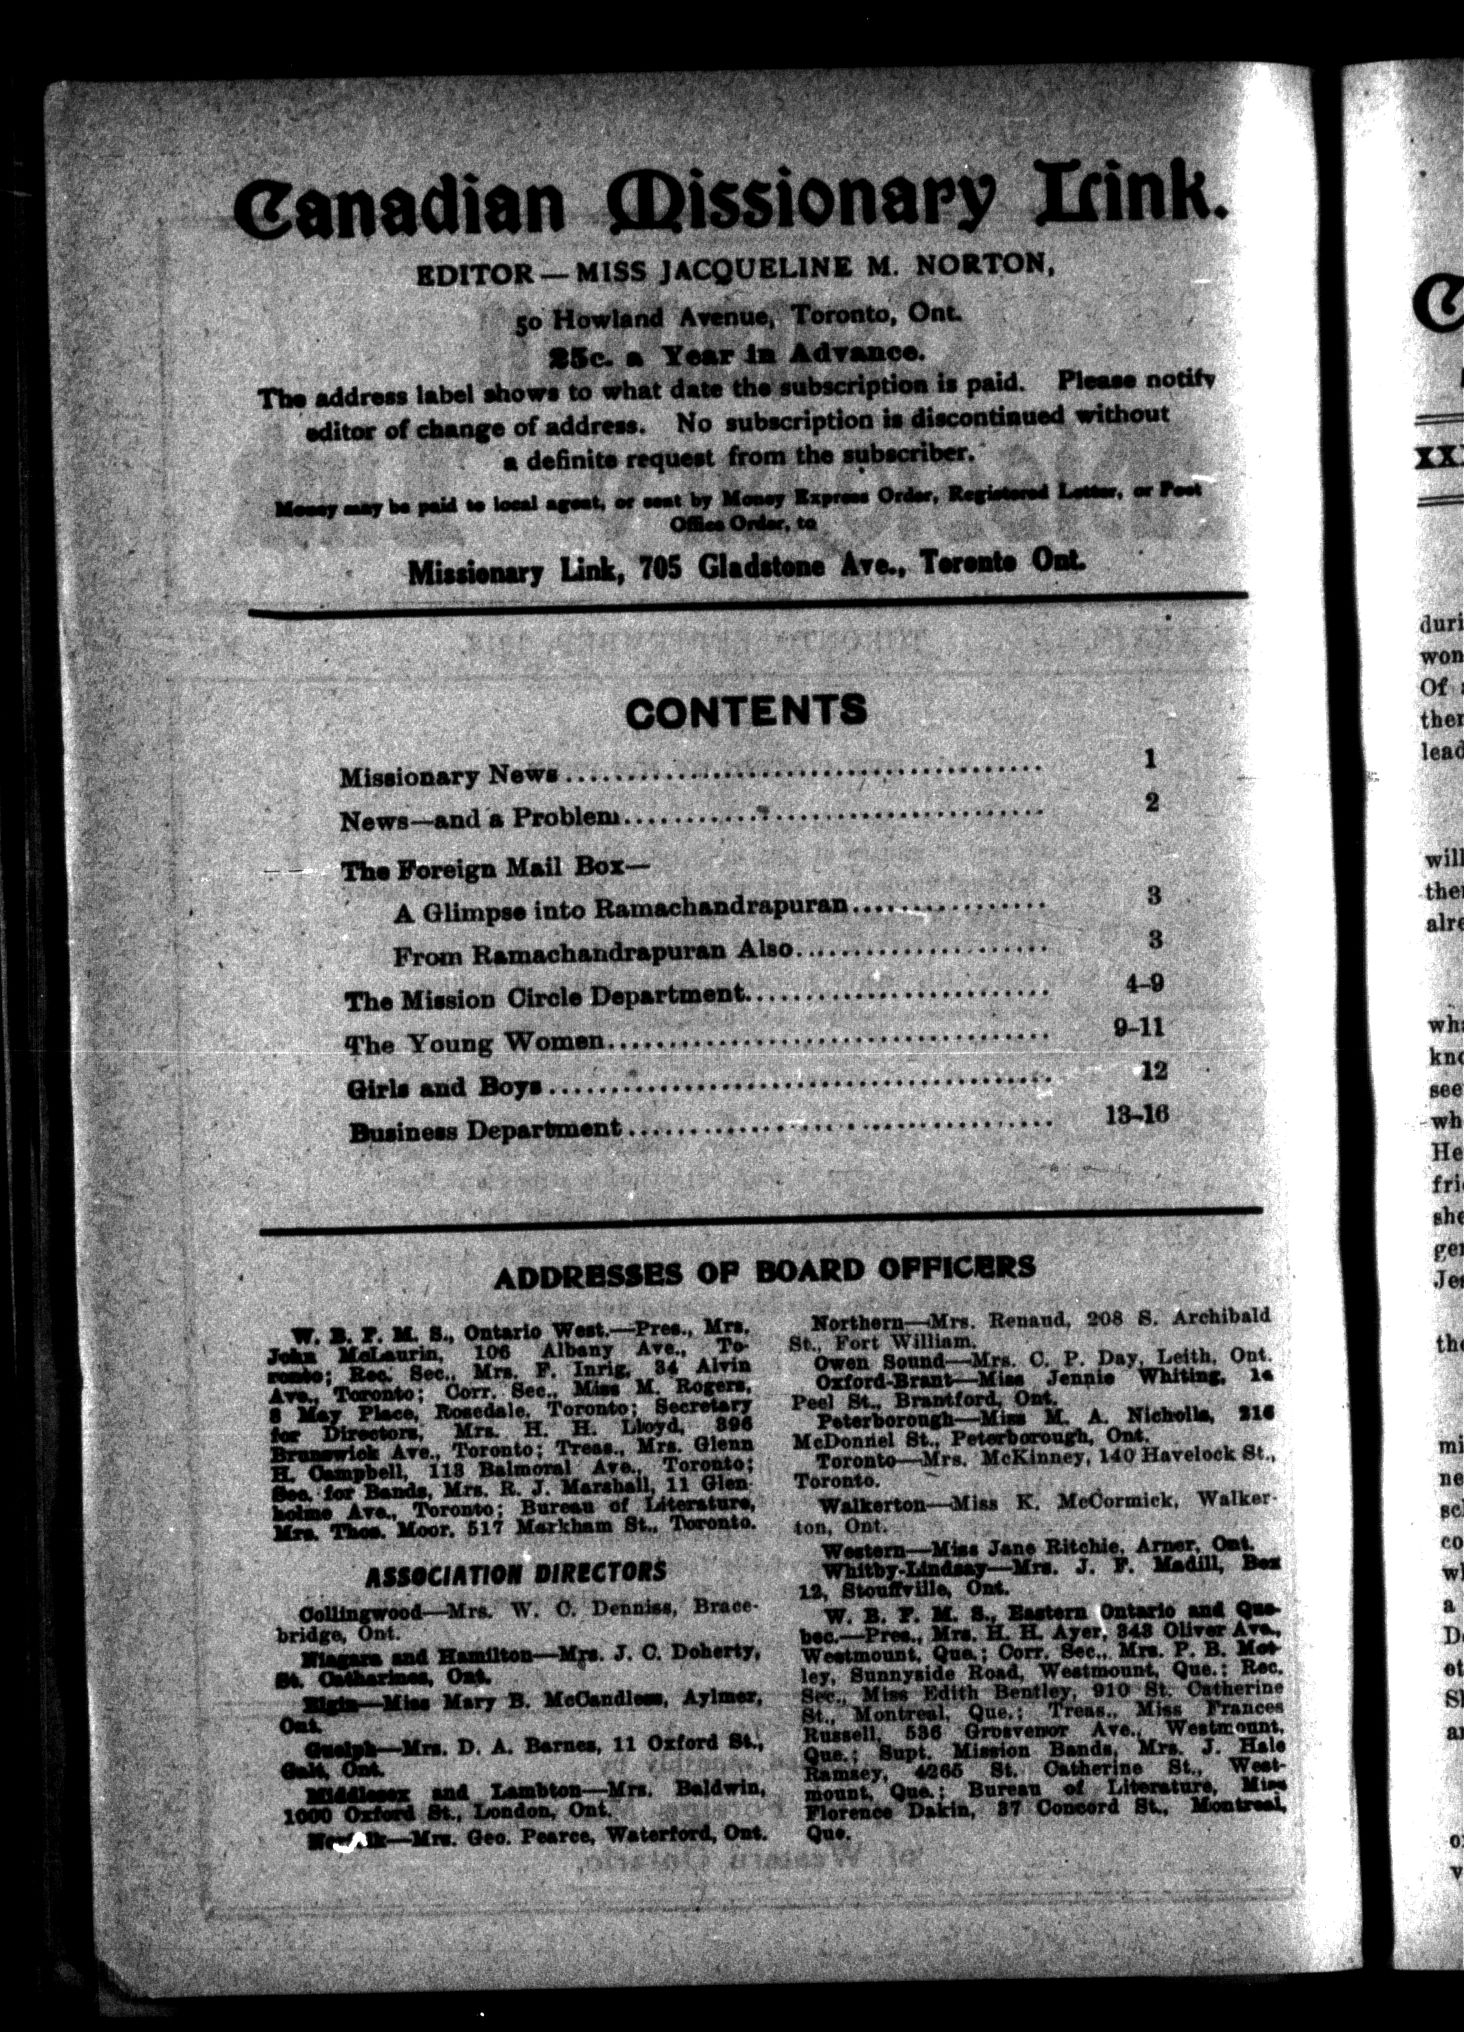 Canadian Missionary Link.
EDITOR — MISS JACQUELINE M. NORTON,
50 Howland Avenue, Toronto, Ont.
25c. a Year in Advance.
The address label shows to what date the subscription is paid. Please notify
editor of change of address. No subscription is discontinued without
a definite request from the subscriber.
Money may be paid to local agent, or sent by Money Express Order, Registered Letter, or Post
Office Order, to
Missionary Link, 705 Gladstone Ave., Toronto Ont.
CONTENTS
Missionary News........................................ 1
News—and a Problem.................................... 2
The Foreign Mail Box—
A Glimpse into Ramachandrapuran................ 3
From Ramachandrapuran Also..................... 3
The Mission Circle Department......................... 4-9
The Young Women..................................... 9-11
Girls and Boys.......................................... 12
Business Department................................... 13-16
ADDRESSES OF BOARD OFFICERS
W. B. F. M. S., Ontario West.—Pres., Mrs.
John McLaurin, 106 Albany Ave., To-
ronto; Rec. Sec., Mrs. F. Inrig, 34 Alvin
Ave., Toronto; Corr. Sec., Miss M. Rogers,
8 May Place, Rosedale, Toronto; Secretary
for Directors, Mrs. H. H. Lloyd, 396
Brunswick Ave., Toronto; Treas., Mrs. Glenn
H. Campbell, 113 Balmoral Ave., Toronto;
Sec. for Bands, Mrs. R. J. Marshall, 11 Glen-
holme Ave., Toronto; Bureau of Literature,
Mrs. Thos. Moor, 517 Markham St., Toronto.
ASSOCIATION DIRECTORS
Collingwood—Mrs. W. C. Denniss, Brace-
bridge, Ont.
Niagara and Hamilton—Mrs. J. C. Doherty,
St. Catharines, Ont.
Elgin—Miss Mary B. McCandless, Aylmer,
Ont.
Guelph—Mrs. D. A. Barnes, 11 Oxford St.,
Galt, Ont.
Middlesex and Lambton—Mrs. Baldwin,
1000 Oxford St., London, Ont.
Norfolk—Mrs. Geo. Pearce, Waterford, Ont.
Northern—Mrs. Renaud, 208 S. Archibald
St., Fort William.
Owen Sound—Mrs. C. P. Day, Leith, Ont.
Oxford-Brant—Miss Jennie Whiting,
Peel St., Brantford, Ont.
Peterborough—Miss M. A. Nicholls, 216
McDonnel St., Peterborough, Ont.
Toronto—Mrs. McKinney, 140 Havelock St.,
Toronto.
Walkerton—Miss K. McCormick, Walker-
ton, Ont.
Western—Miss Jane Ritchie, Arner, Ont.
Whitby-Lindsay—Mrs. J. F. Madill, Box
12, Stouffville, Ont.
W. B. F. M. S., Eastern Ontario and Que-
bec.—Pres., Mrs. H. H. Ayer, 343 Oliver Ave.,
Westmount, Que.; Corr. Sec., Mrs. P. B. Mot-
ley, Sunnyside Road, Westmount, Que.; Rec.
Sec., Miss Edith Bentley, 910 St. Catherine
St., Montreal, Que.; Treas., Miss Frances
Russell, 536 Grosvenor Ave., Westmount,
Que.; Supt. Mission Bands, Mrs. J. Hale
Ramsey, 4265 St. Catherine St., West-
mount, Que.; Bureau of Literature, Miss
Florence Dakin, 37 Concord St., Montreal,
Que.